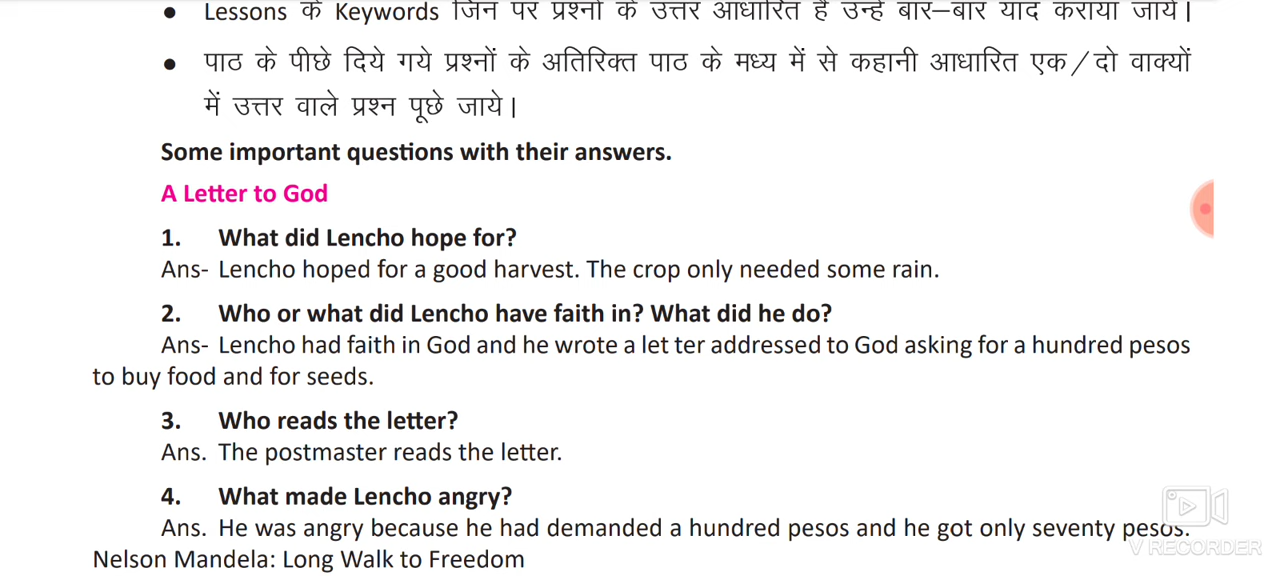 • Lessons के Keywords जिन पर प्रश्नों के उत्तर आधारित हैं उन्हें बार–बार याद कराया जाये।
• पाठ के पीछे दिये गये प्रश्नों के अतिरिक्त पाठ के मध्य में से कहानी आधारित एक/दो वाक्यों
में उत्तर वाले प्रश्न पूछे जाये।
Some important questions with their answers.
A Letter to God
1. What did Lencho hope for?
Ans- Lencho hoped for a good harvest. The crop only needed some rain.
2. Who or what did Lencho have faith in? What did he do?
Ans- Lencho had faith in God and he wrote a let ter addressed to God asking for a hundred pesos
to buy food and for seeds.
3. Who reads the letter?
Ans. The postmaster reads the letter.
4. What made Lencho angry?
Ans. He was angry because he had demanded a hundred pesos and he got only seventy pesos.
Nelson Mandela: Long Walk to Freedom
V RECORDER